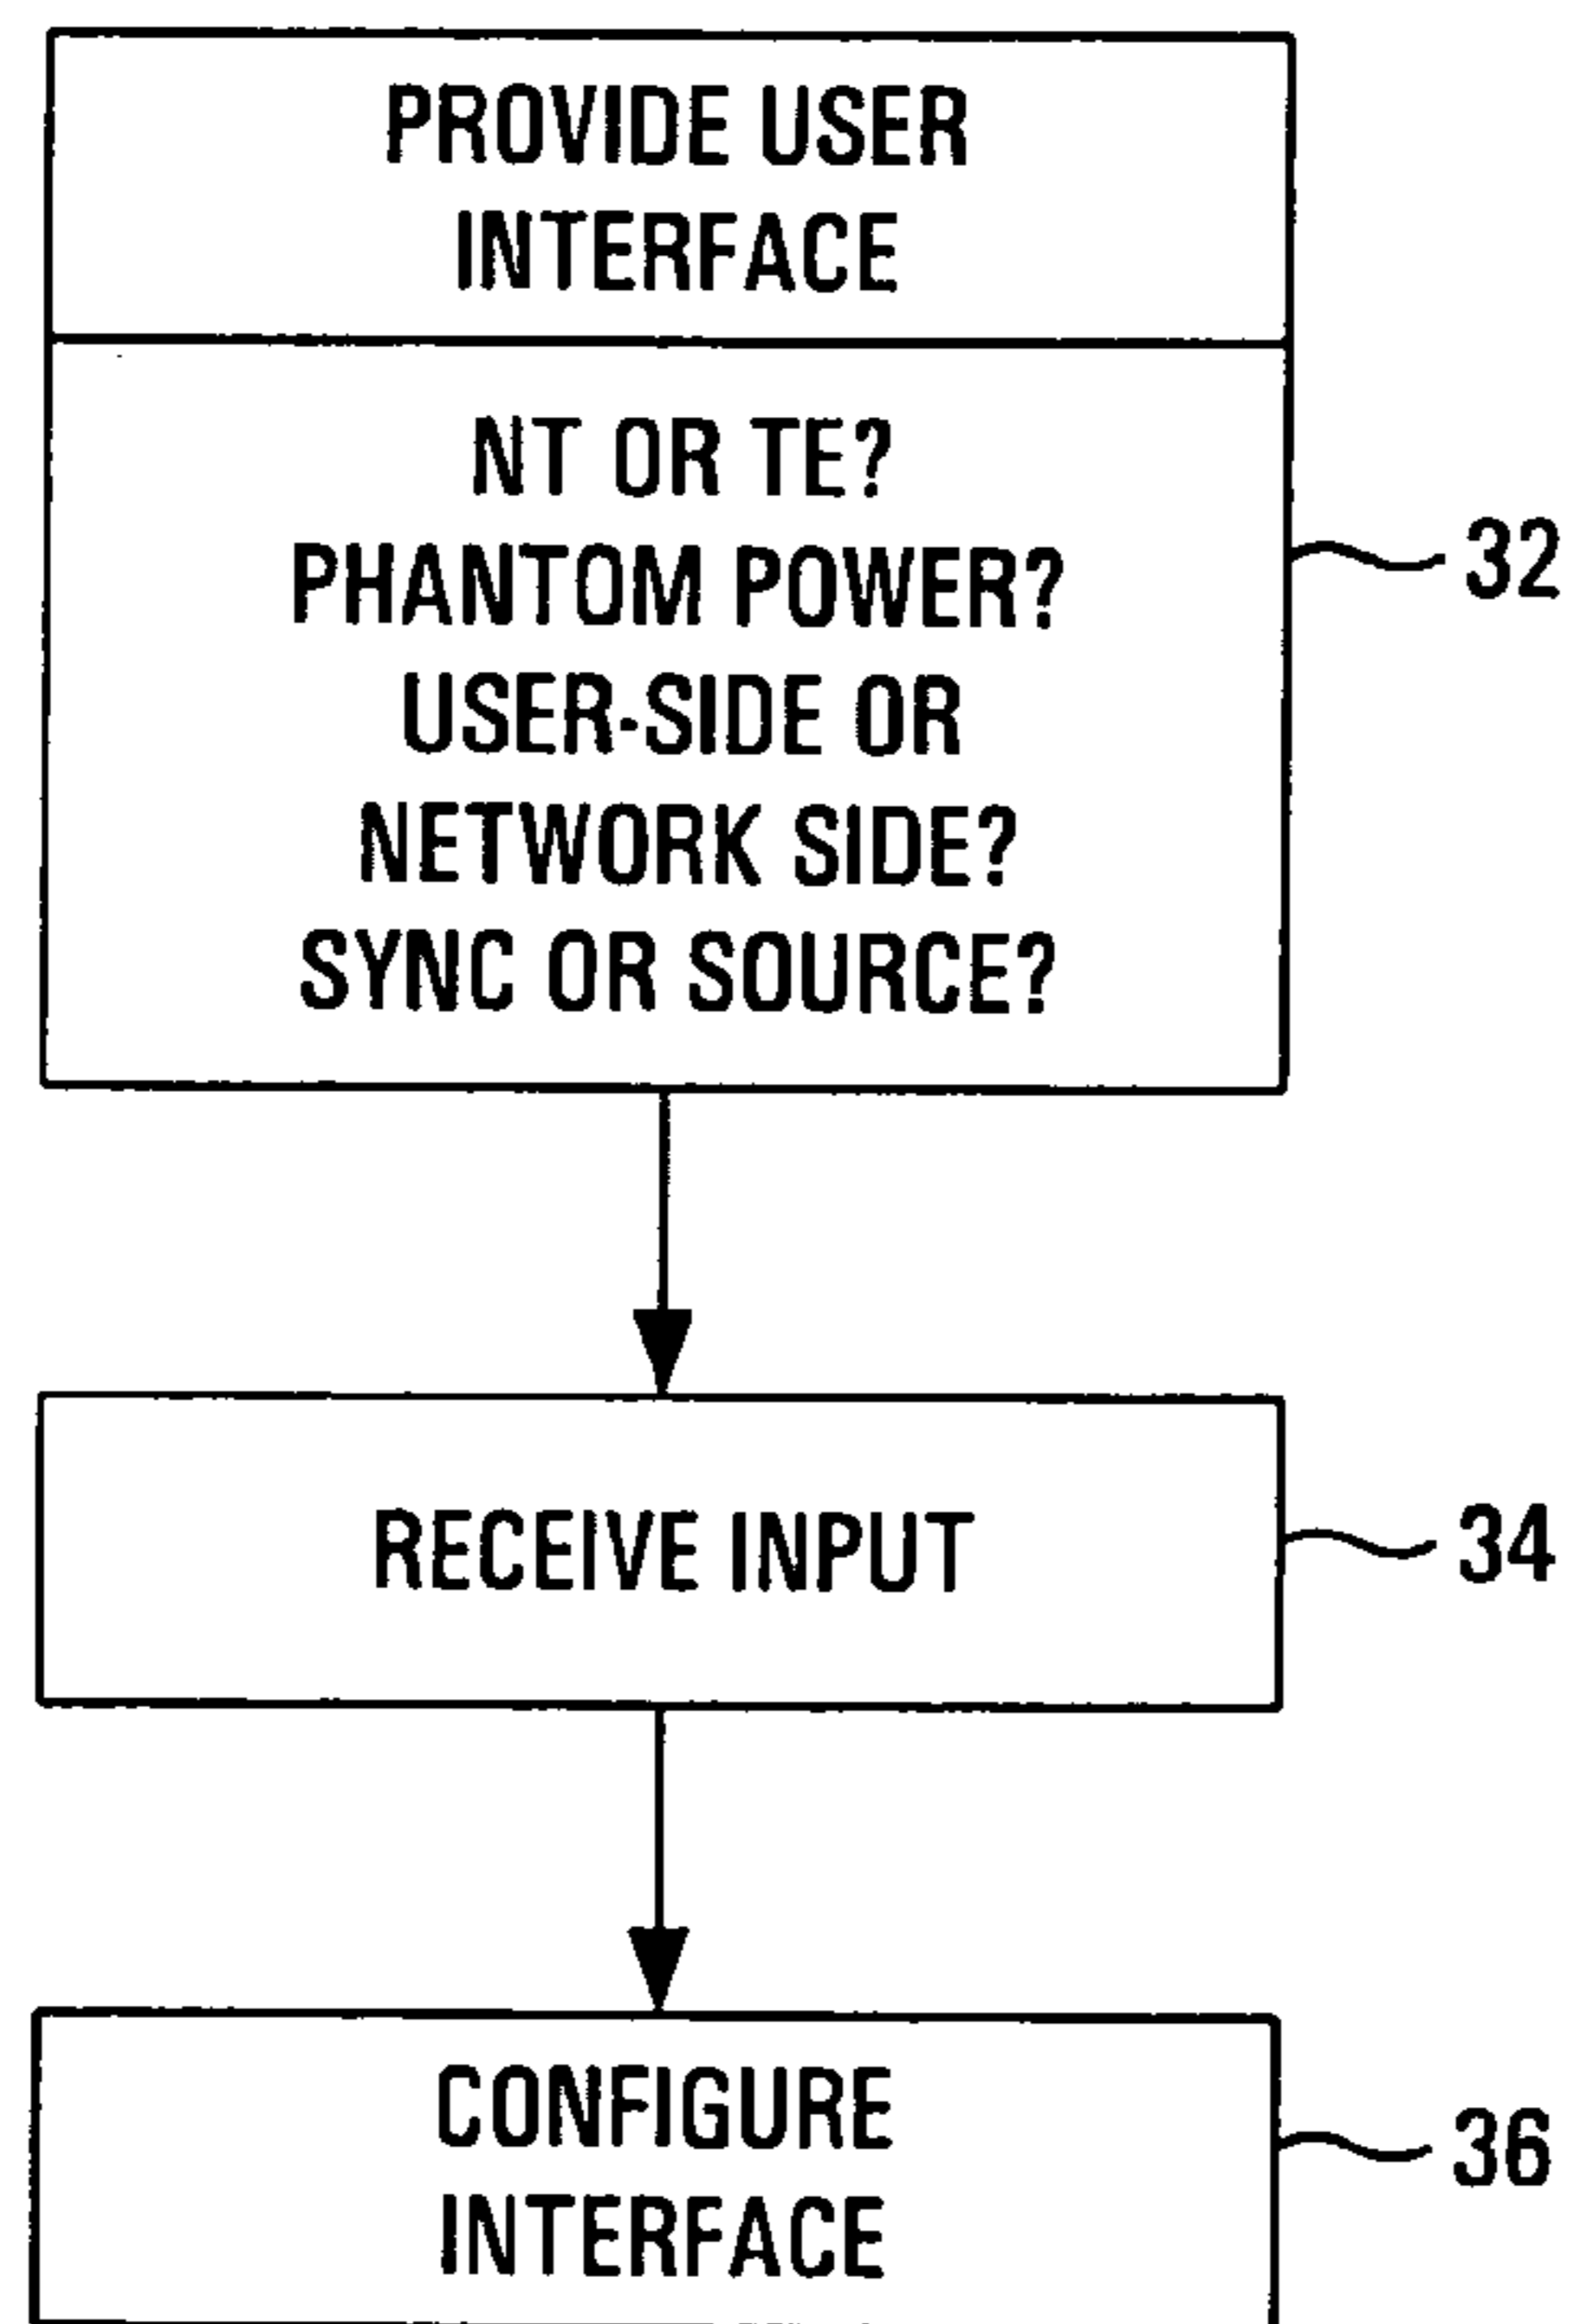 PROVIDE USER
INTERFACE
NT OR TE?
PHANTOM POWER?
USER-SIDE OR
NETWORK SIDE?
SYNC OR SOURCE?
32
RECEIVE INPUT
34
CONFIGURE
INTERFACE
36